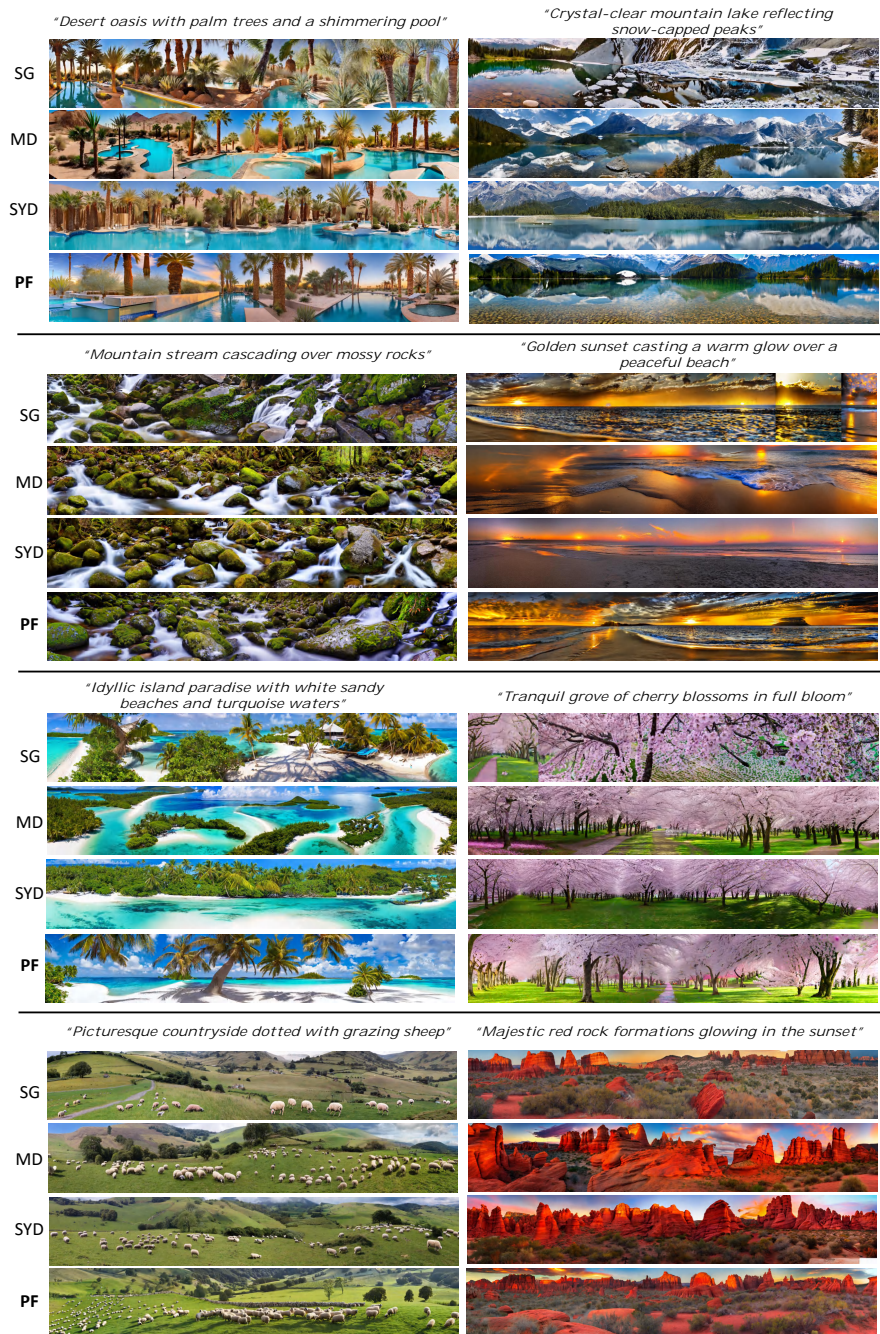 "Desert oasis with palm trees and a shimmering pool"
"Crystal-clear mountain lake reflecting
snow-capped peaks"
SG
MD
SYD
PF
"Mountain stream cascading over mossy rocks"
"Golden sunset casting a warm glow over a
peaceful beach"
SG
MD
SYD
PF
"Idyllic island paradise with white sandy
beaches and turquoise waters"
"Tranquil grove of cherry blossoms in full bloom"
SG
MD
SYD
PF
"Picturesque countryside dotted with grazing sheep"
"Majestic red rock formations glowing in the sunset"
SG
MD
SYD
PF